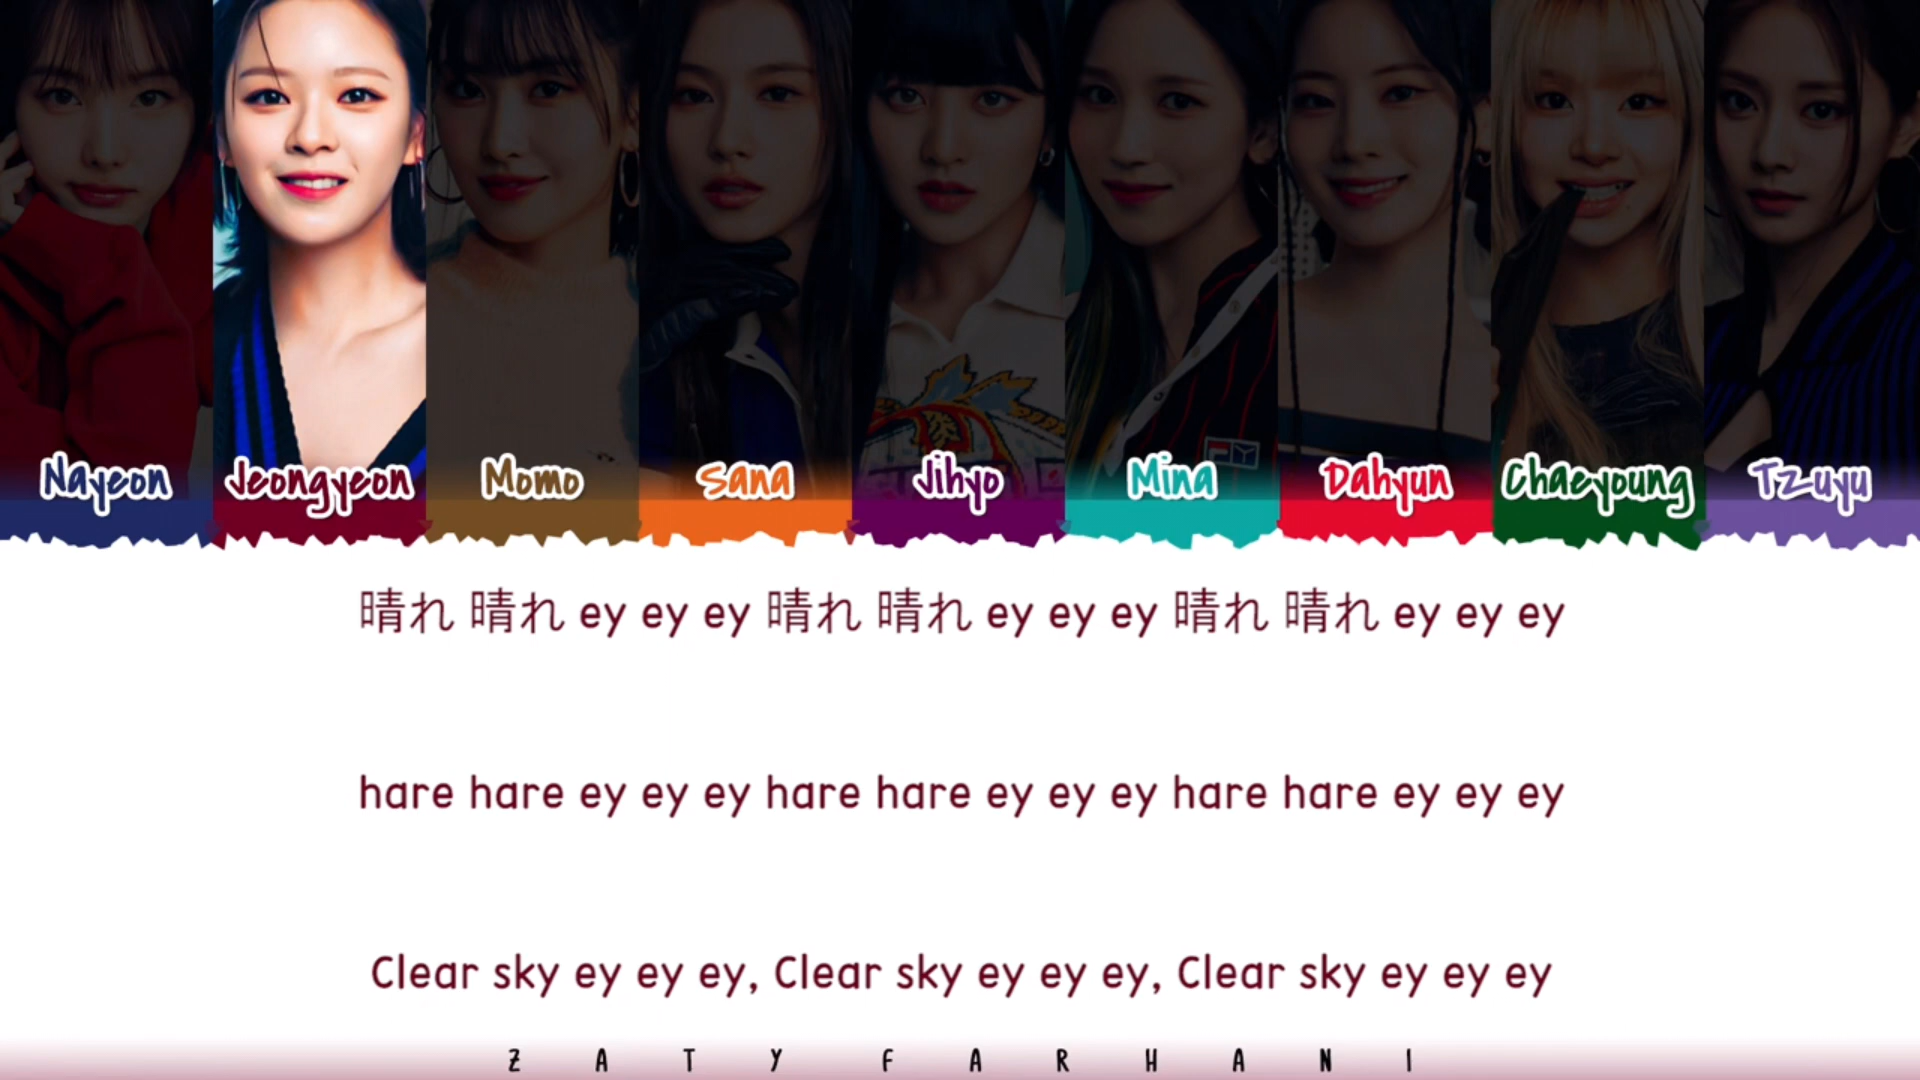 Nayeon Jeongyeon Momo Sana Jihyo Mina Dahyun Chaeyoung Tzuyu
晴れ 晴れ ey ey ey 晴れ 晴れ ey ey ey 晴れ 晴れ ey ey ey
hare hare ey ey ey hare hare ey ey ey hare hare ey ey ey
Clear sky ey ey ey, Clear sky ey ey ey, Clear sky ey ey ey
ZATY FARHANI